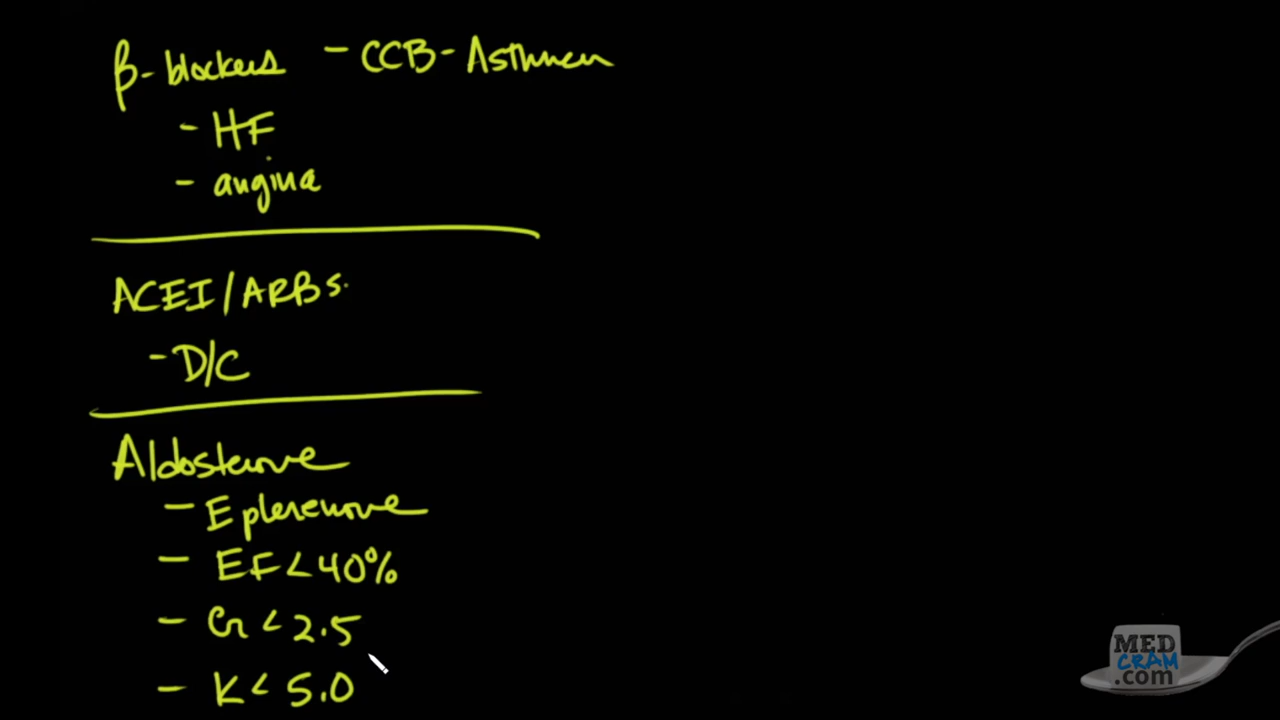 β-blockers - CCB - Asthma
- HF
- angina
ACEI/ARBs.
- D/C
Aldosterone
- Eplerenone
- EF < 40%
- Cr < 2.5
- K < 5.0
MED
CRAM
.com